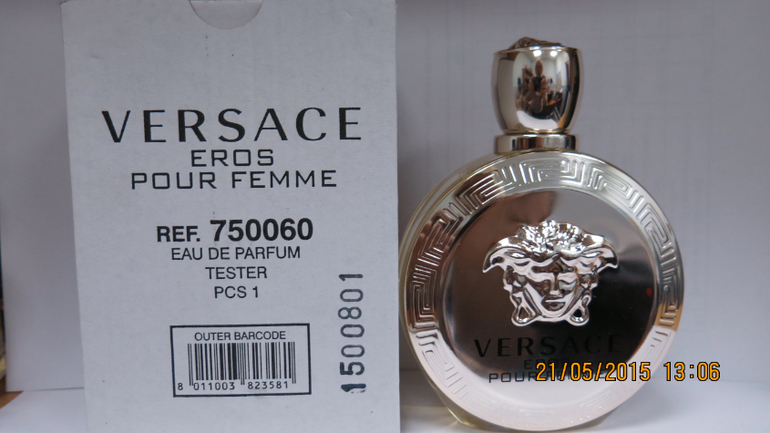 VERSACE
EROS
POUR FEMME
REF. 750060
EAU DE PARFUM
TESTER
PCS 1
OUTER BARCODE
8 011003 823581
1500801
VERSACE
EROS
POUR
21/05/2015 13:06